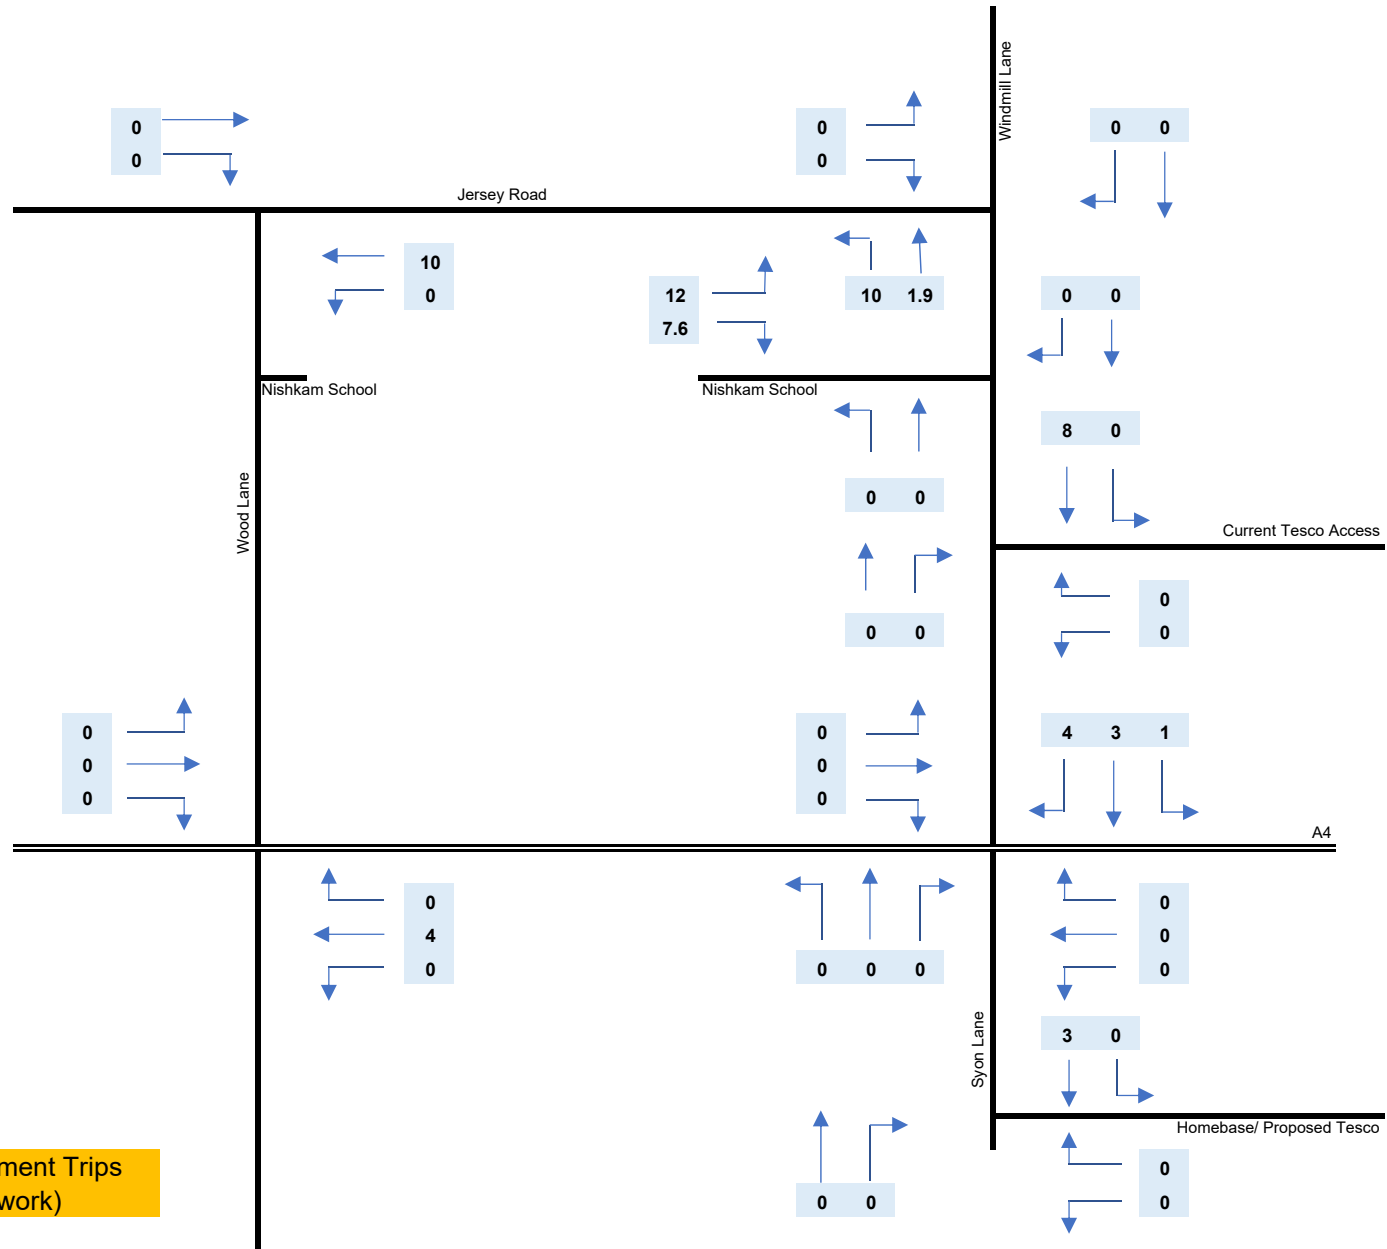 Windmill Lane
0
0
0
0
0 0
Jersey Road
10
0
12
7.6
10 1.9
0 0
Nishkam School
Nishkam School
8 0
Wood Lane
0 0
Current Tesco Access
0
0
0 0
0
0
0
0
0
0
4 3 1
A4
0
4
0
0 0 0
0
0
0
Syon Lane
3 0
Homebase/ Proposed Tesco
ment Trips
work)
0 0
0
0